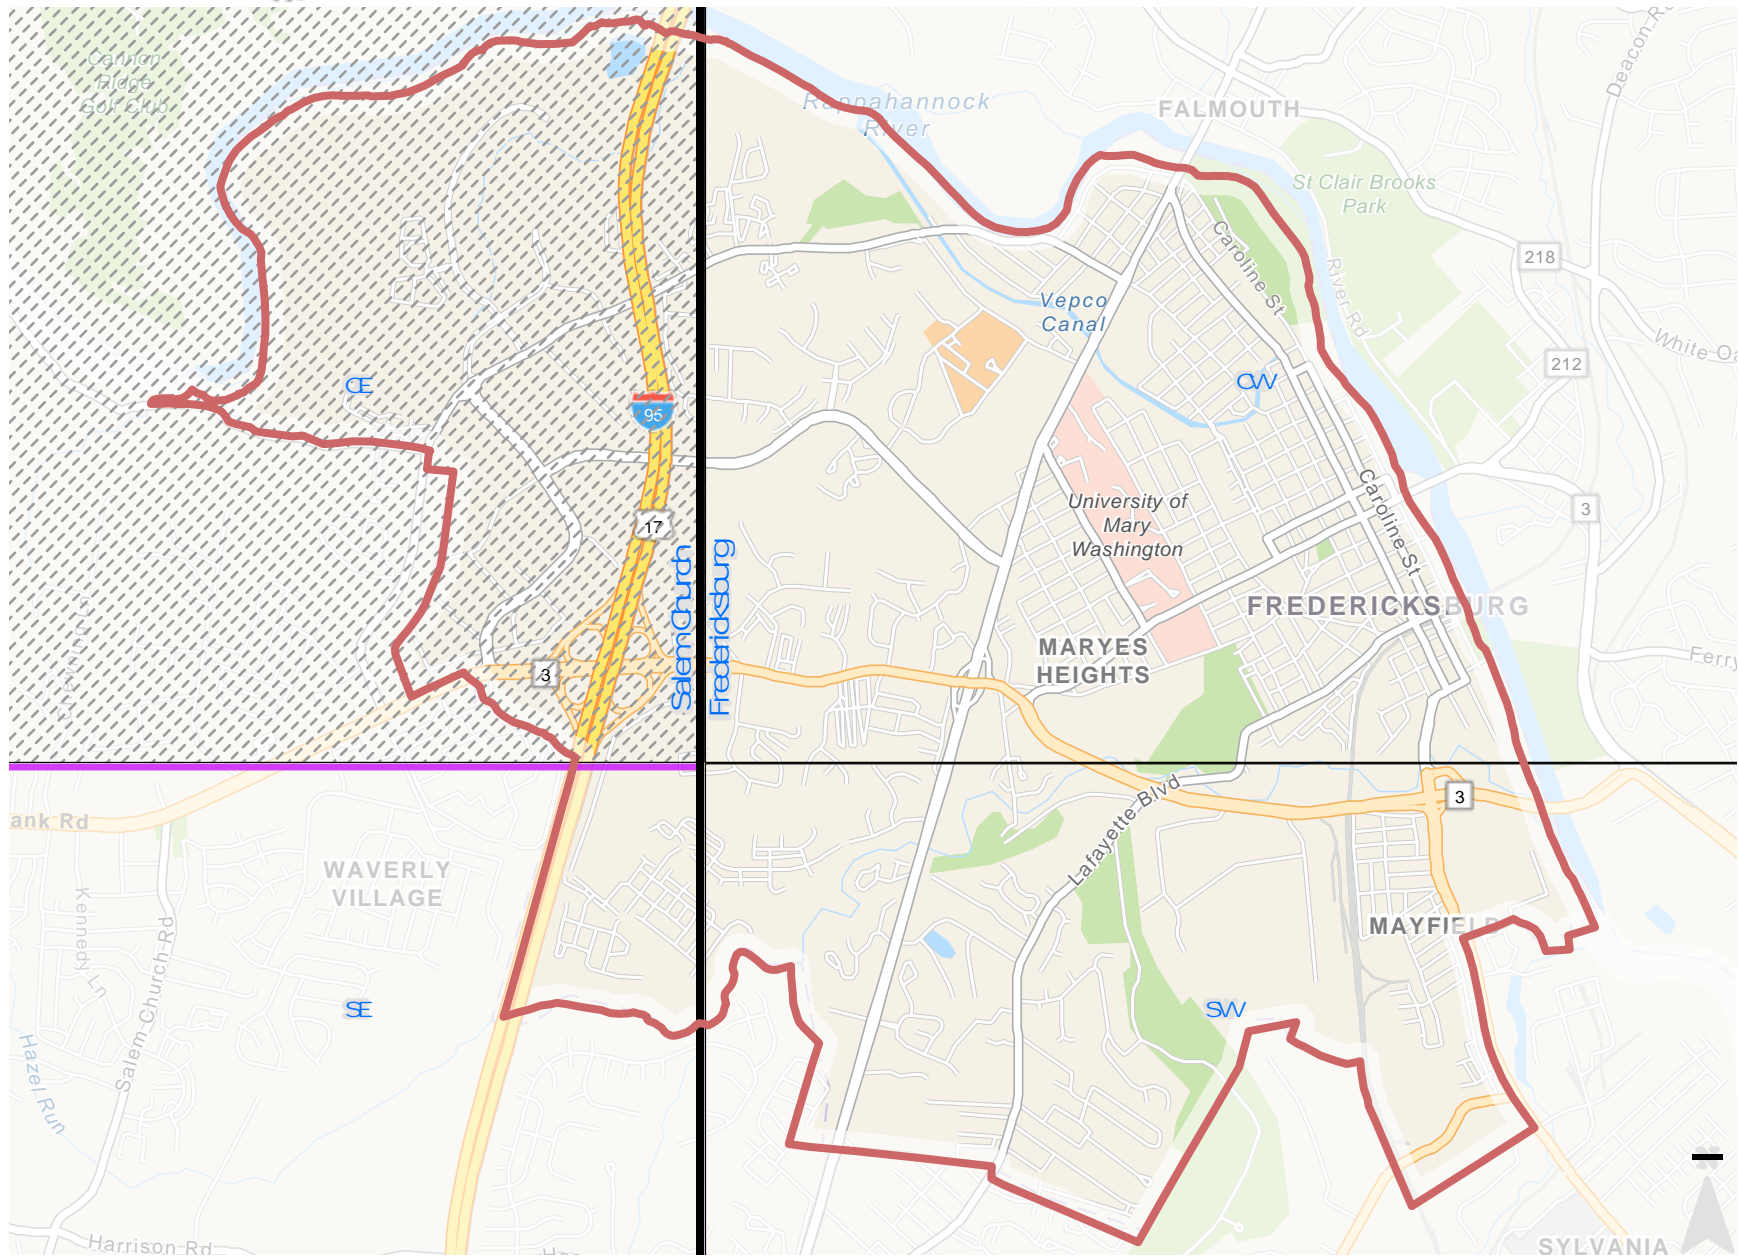 Cannon
Ridge
Golf Club
Rappahannock
River
FALMOUTH
Deacon Rd
St Clair Brooks
Park
Caroline St
218
River Rd
Vepco
Canal
White Oa
212
CE
CW
95
17
University of
Mary
Washington
Caroline St
3
Salem Church
Fredericksburg
FREDERICKSBURG
MARYES
HEIGHTS
Ferry
3
ank Rd
Lafayette Blvd
3
WAVERLY
VILLAGE
Kennedy Ln
Salem Church Rd
MAYFIELD
SE
SW
Hazel Run
Harrison Rd
SYLVANIA